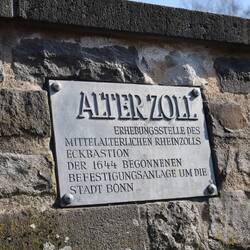 ALTER ZOLL
ERHEBUNGSSTELLE DES
MITTELALTERLICHEN RHEINZOLLS
ECKBASTION
DER 1644 BEGONNENEN
BEFESTIGUNGSANLAGE UM DIE
STADT BONN